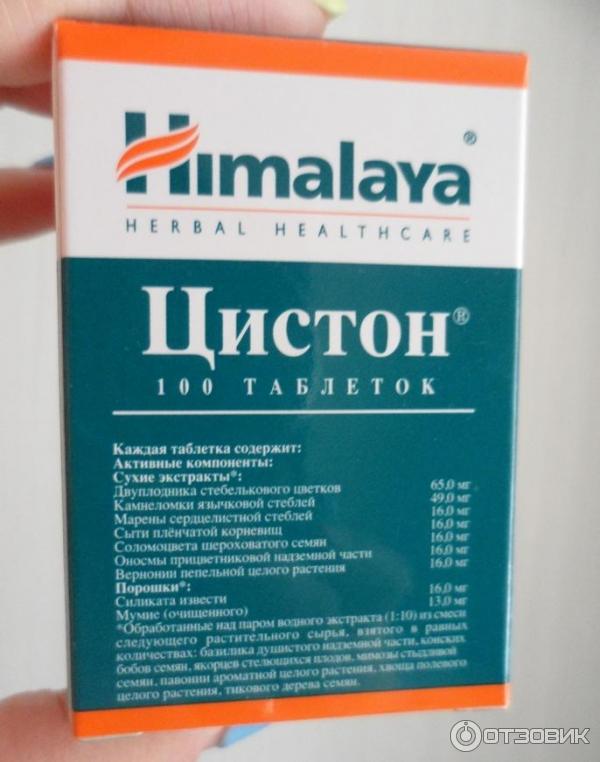 Himalaya®
HERBAL HEALTHCARE
Цистон®
100 ТАБЛЕТОК
Каждая таблетка содержит:
Активные компоненты:
Сухие экстракты*:
Двуплодника стебелькового цветков 65,0 мг
Камнеломки язычковой стеблей 49,0 мг
Марены сердцелистной стеблей 16,0 мг
Сыти плёнчатой корневищ 16,0 мг
Соломоцвета шероховатого семян 16,0 мг
Оносмы прицветниковой надземной части 16,0 мг
Вернонии пепельной целого растения 16,0 мг
Порошки*:
Силиката извести 16,0 мг
Мумие (очищенного) 13,0 мг
*Обработанные над паром водного экстракта (1:10) из смеси
следующего растительного сырья, взятого в равных
количествах: базилика душистого надземной части, конских
бобов семян, якорцев стелющихся плодов, мимозы стыдливой
семян, павонии ароматной целого растения, хвоща полевого
целого растения, тикового дерева семян.
ОТЗОВИК